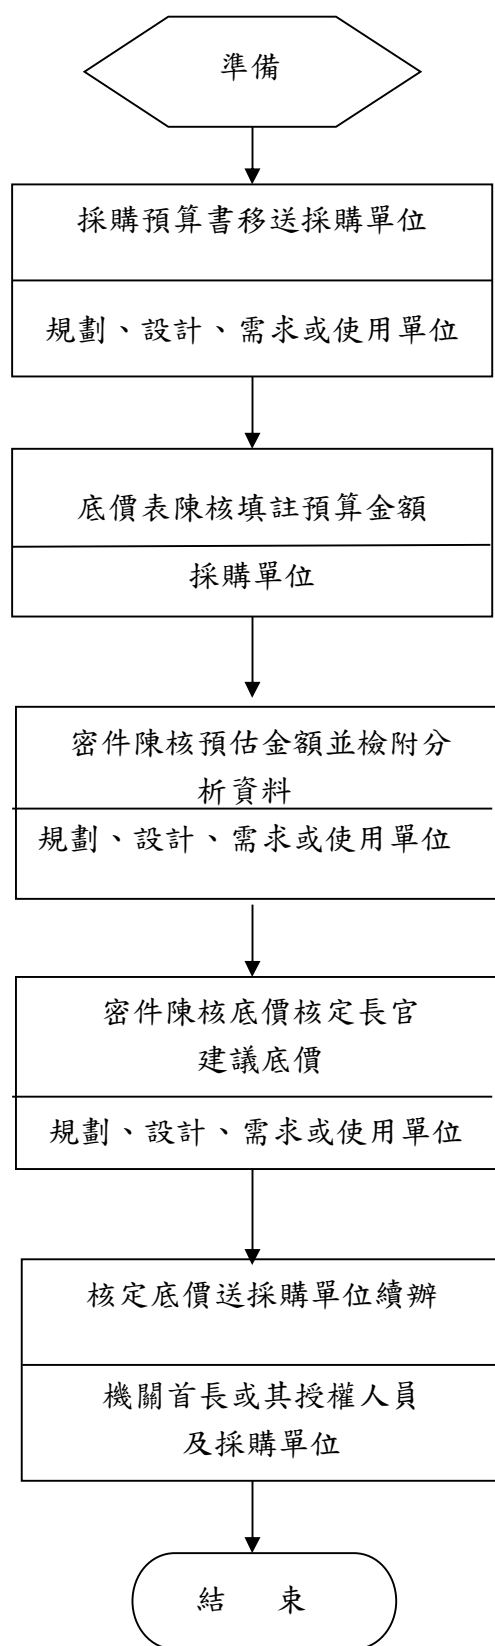 準備
採購預算書移送採購單位
規劃、設計、需求或使用單位
底價表陳核填註預算金額
採購單位
密件陳核預估金額並檢附分
析資料
規劃、設計、需求或使用單位
密件陳核底價核定長官
建議底價
規劃、設計、需求或使用單位
核定底價送採購單位續辦
機關首長或其授權人員
及採購單位
結 束